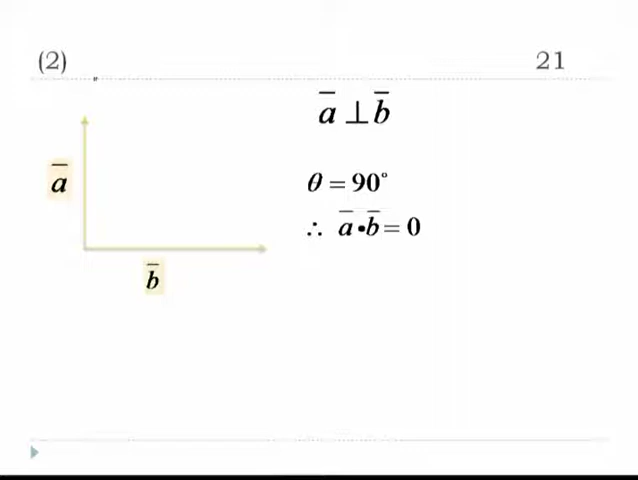 (2) 21
a̅ ⊥ b̅
a̅
θ = 90°
∴ a̅ • b̅ = 0
b̅